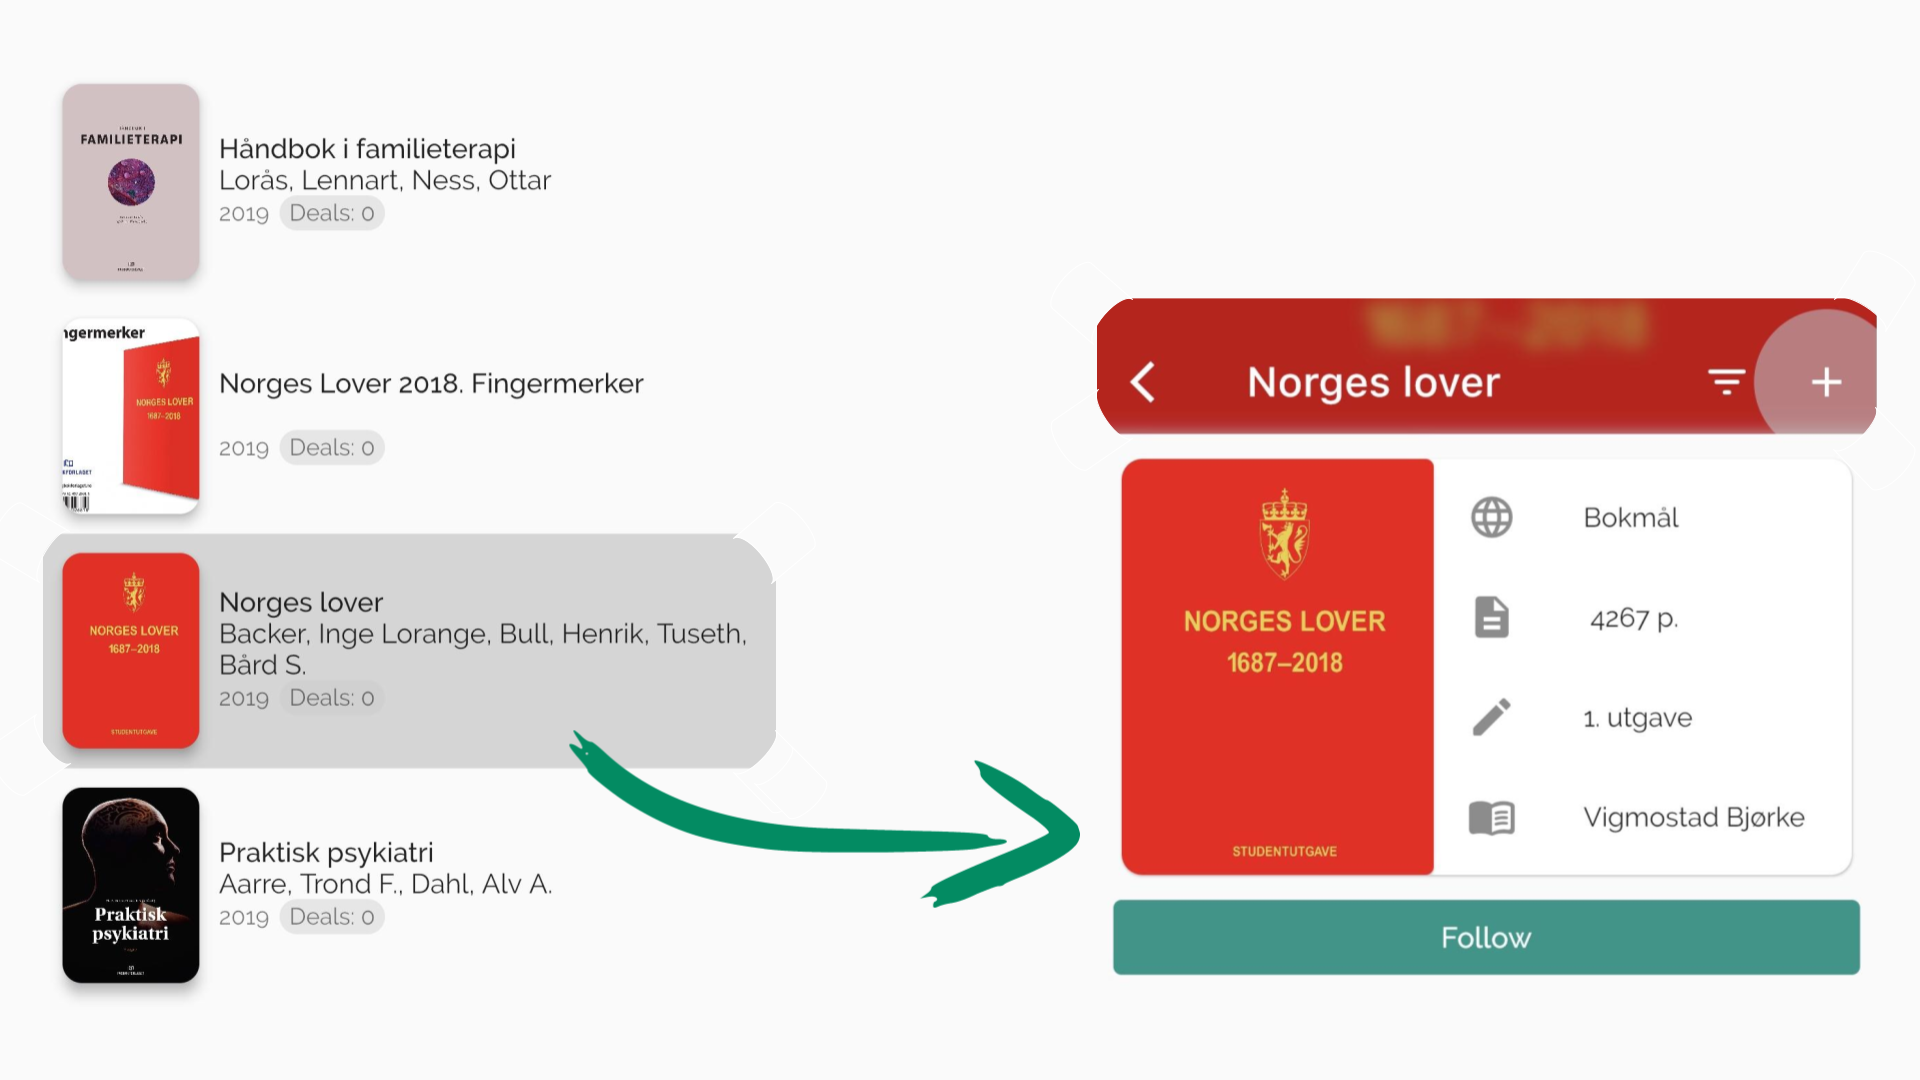 FAMILIETERAPI
Håndbok i familieterapi
Lorås, Lennart, Ness, Ottar
2019 Deals: 0
ngermerker
NORGES LOVER
1687–2018
Norges Lover 2018. Fingermerker
2019 Deals: 0
NORGES LOVER
1687–2018
STUDENTUTGAVE
Norges lover
Backer, Inge Lorange, Bull, Henrik, Tuseth,
Bård S.
2019 Deals: 0
Praktisk
psykiatri
Praktisk psykiatri
Aarre, Trond F., Dahl, Alv A.
2019 Deals: 0
1687–2018
Norges lover
NORGES LOVER
1687–2018
STUDENTUTGAVE
Bokmål
4267 p.
1. utgave
Vigmostad Bjørke
Follow